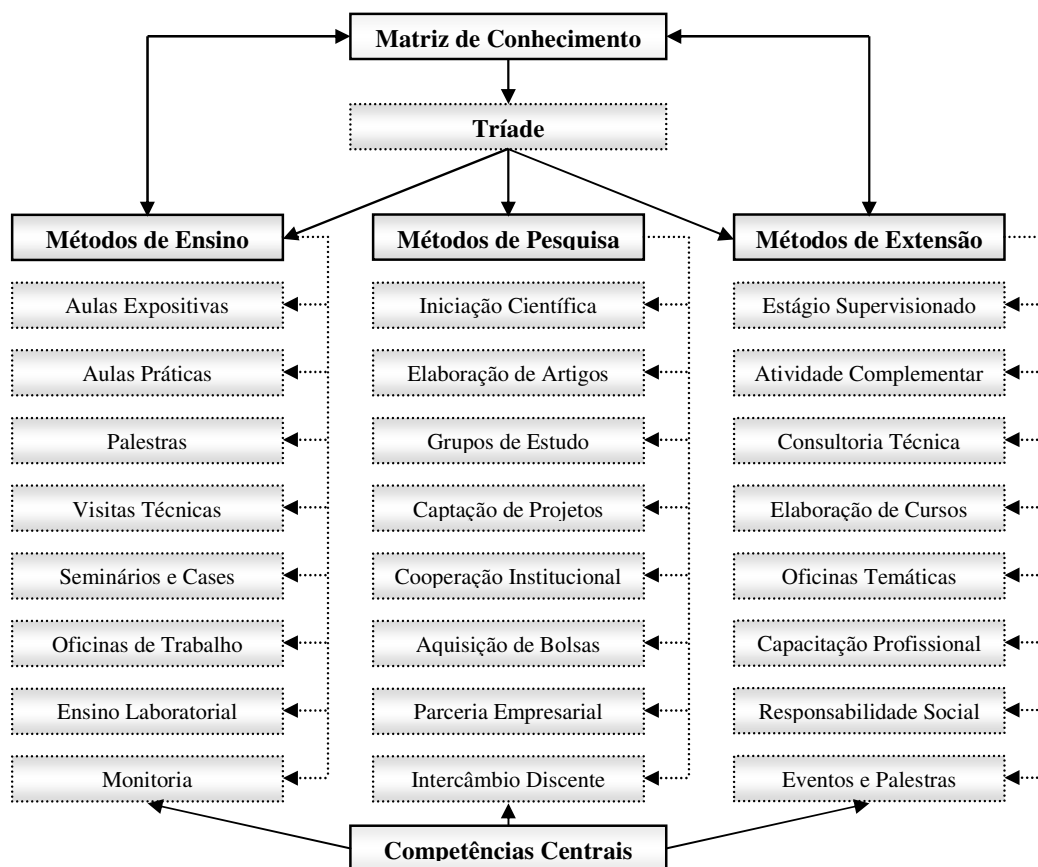 Matriz de Conhecimento
Tríade
Métodos de Ensino
Métodos de Pesquisa
Métodos de Extensão
Aulas Expositivas
Iniciação Científica
Estágio Supervisionado
Aulas Práticas
Elaboração de Artigos
Atividade Complementar
Palestras
Grupos de Estudo
Consultoria Técnica
Visitas Técnicas
Captação de Projetos
Elaboração de Cursos
Seminários e Cases
Cooperação Institucional
Oficinas Temáticas
Oficinas de Trabalho
Aquisição de Bolsas
Capacitação Profissional
Ensino Laboratorial
Parceria Empresarial
Responsabilidade Social
Monitoria
Intercâmbio Discente
Eventos e Palestras
Competências Centrais